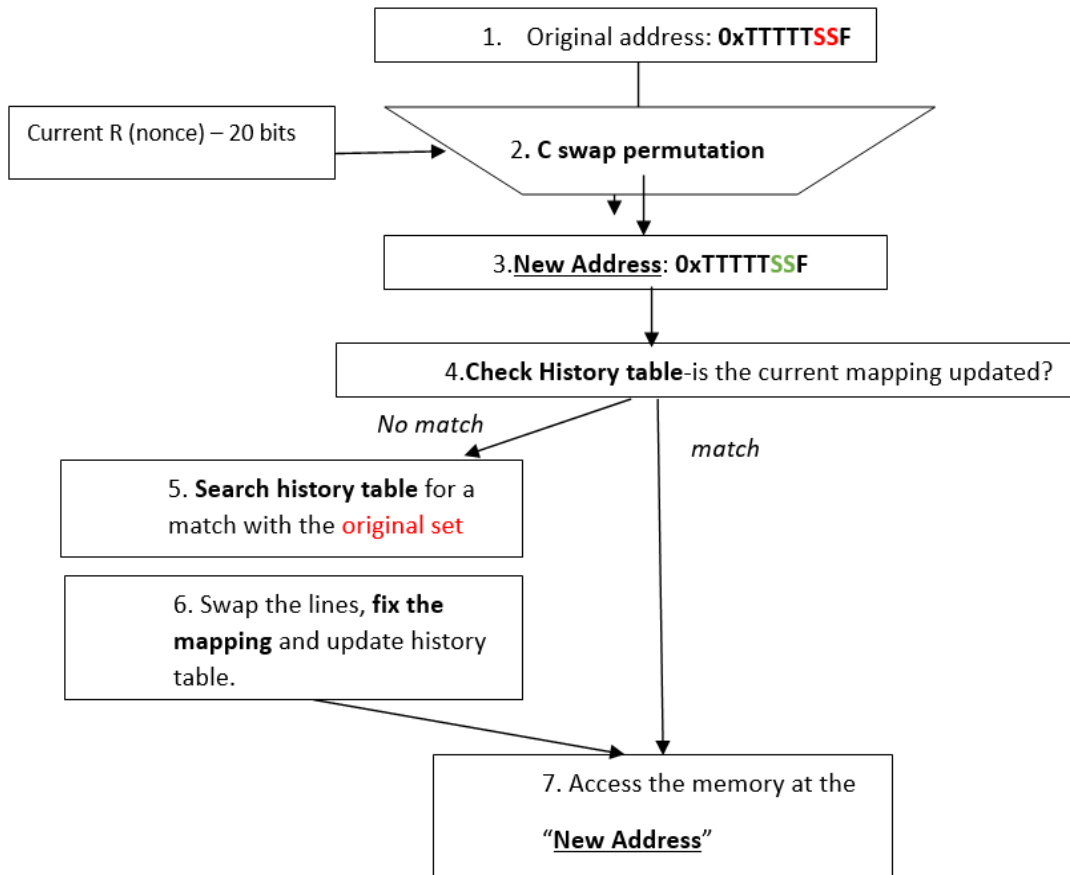 1. Original address: 0xTTTTTSSF
Current R (nonce) – 20 bits
2. C swap permutation
3.New Address: 0xTTTTTSSF
4.Check History table-is the current mapping updated?
No match
match
5. Search history table for a
match with the original set
6. Swap the lines, fix the
mapping and update history
table.
7. Access the memory at the
“New Address”